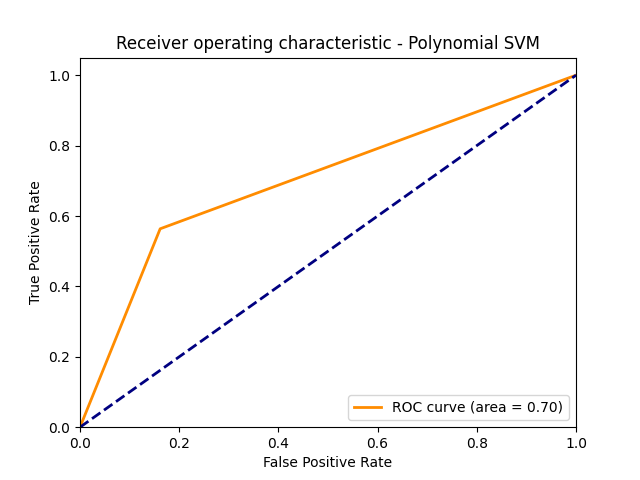 Receiver operating characteristic - Polynomial SVM
True Positive Rate
1.0
0.8
0.6
0.4
0.2
0.0
ROC curve (area = 0.70)
0.0 0.2 0.4 0.6 0.8 1.0
False Positive Rate